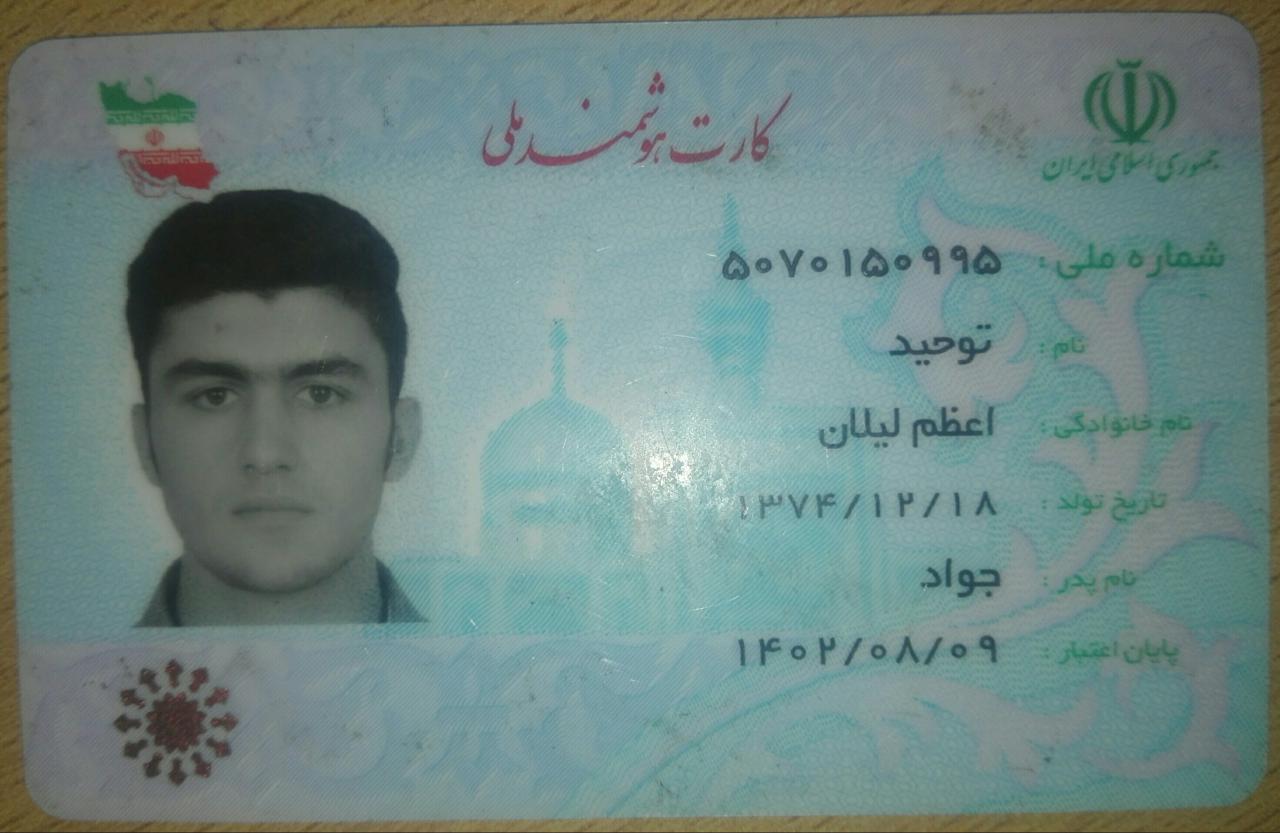 جمهوری اسلامی ایران
کارت هوشمند ملی
شماره ملی : ۵۰۷۰۱۵۰۹۹۵
نام : توحید
نام خانوادگی : اعظم لیلان
تاریخ تولد : ۱۳۷۴/۱۲/۱۸
نام پدر : جواد
پایان اعتبار : ۱۴۰۲/۰۸/۰۹